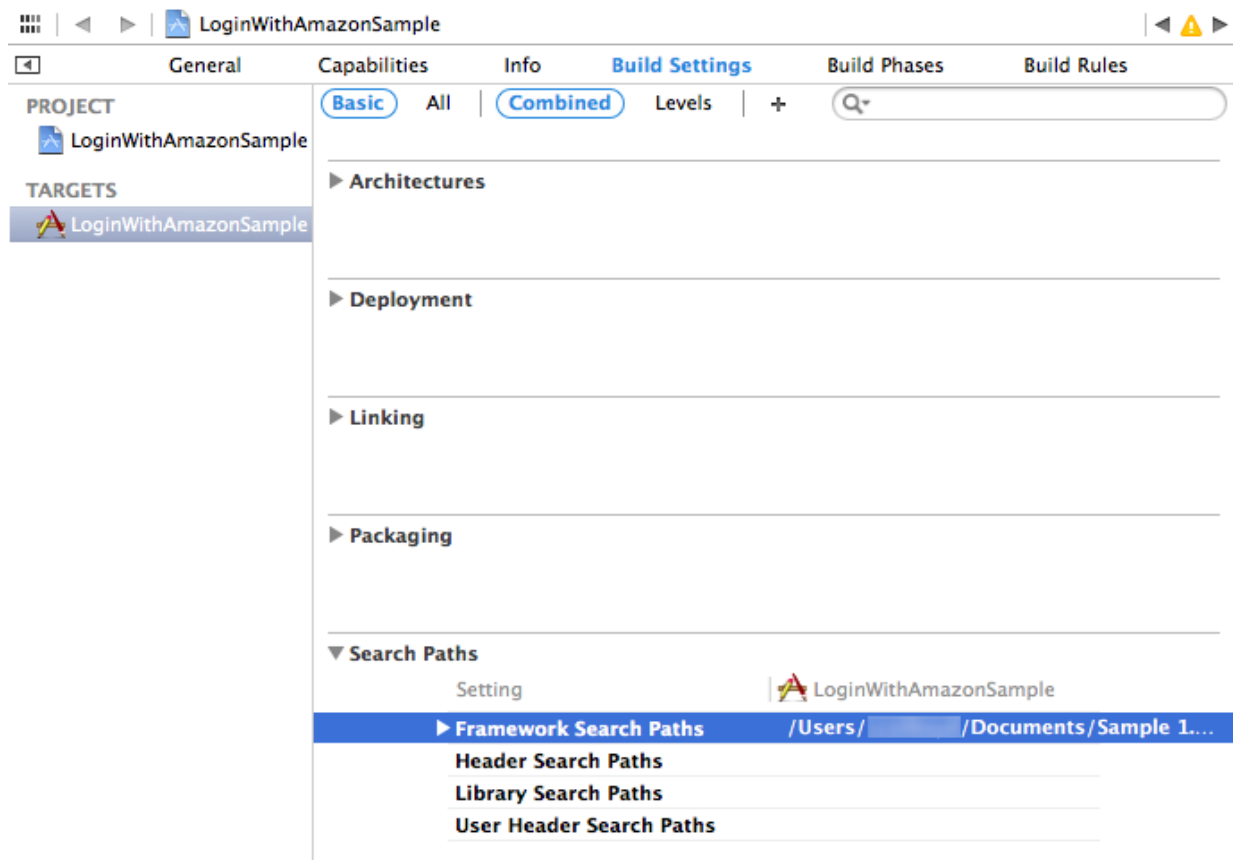 LoginWithAmazonSample
General Capabilities Info Build Settings Build Phases Build Rules
PROJECT
LoginWithAmazonSample
TARGETS
LoginWithAmazonSample
Basic All Combined Levels +
Architectures
Deployment
Linking
Packaging
Search Paths
Setting LoginWithAmazonSample
Framework Search Paths /Users/ /Documents/Sample 1....
Header Search Paths
Library Search Paths
User Header Search Paths